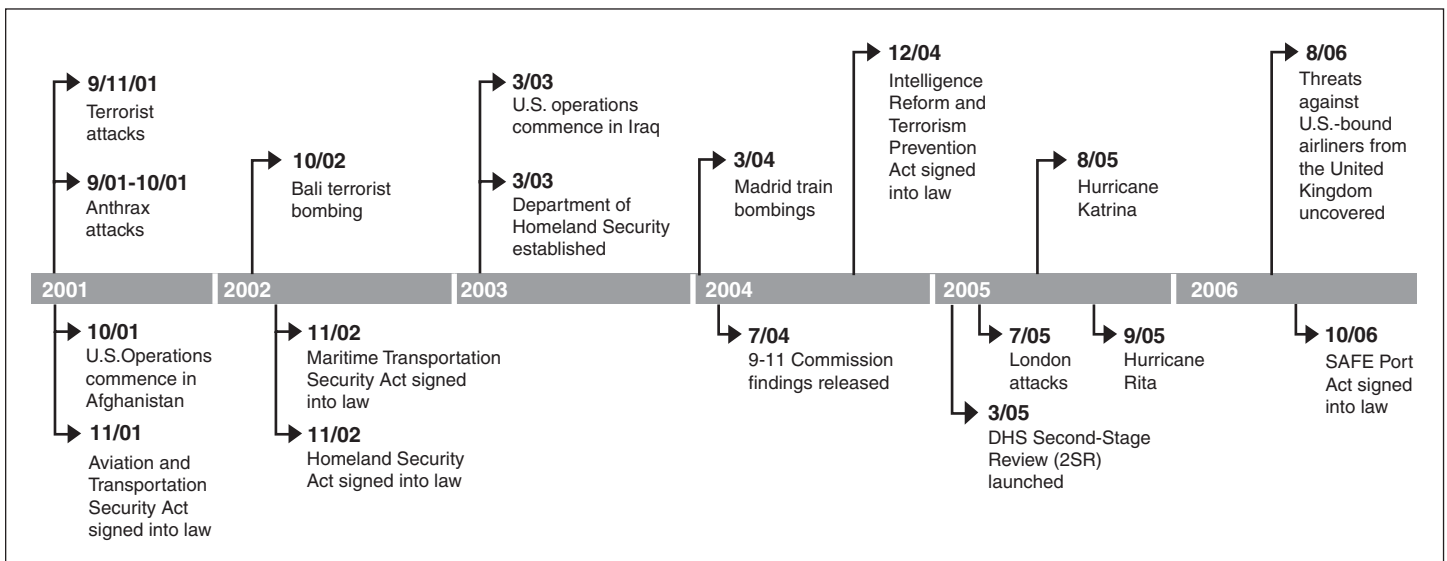 9/11/01
Terrorist
attacks
9/01-10/01
Anthrax
attacks
10/02
Bali terrorist
bombing
3/03
U.S. operations
commence in Iraq
3/03
Department of
Homeland Security
established
3/04
Madrid train
bombings
12/04
Intelligence
Reform and
Terrorism
Prevention
Act signed
into law
8/05
Hurricane
Katrina
8/06
Threats
against
U.S.-bound
airliners from
the United
Kingdom
uncovered
2001
2002
2003
2004
2005
2006
10/01
U.S.Operations
commence in
Afghanistan
11/01
Aviation and
Transportation
Security Act
signed into law
11/02
Maritime Transportation
Security Act signed
into law
11/02
Homeland Security
Act signed into law
7/04
9-11 Commission
findings released
7/05
London
attacks
3/05
DHS Second-Stage
Review (2SR)
launched
9/05
Hurricane
Rita
10/06
SAFE Port
Act signed
into law